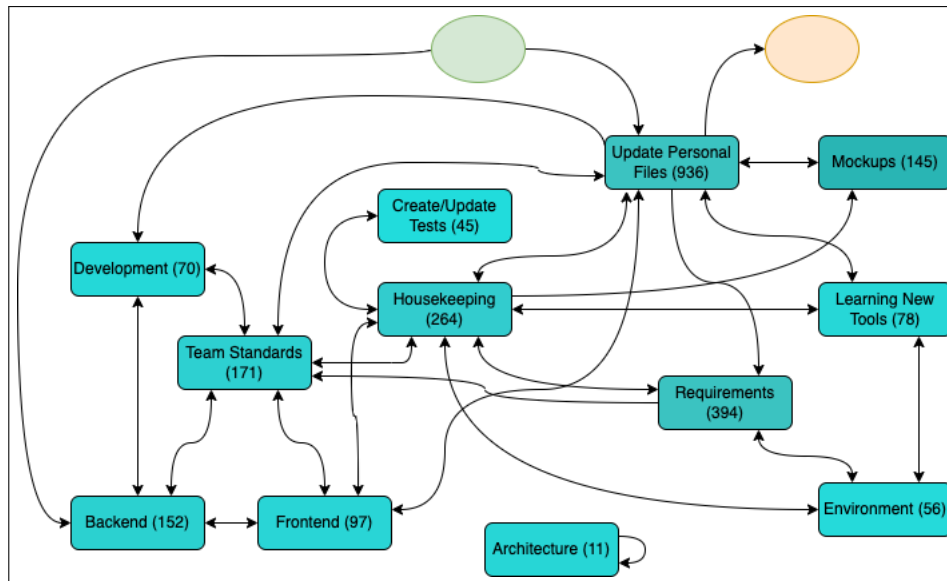 Update Personal
Files (936)
Mockups (145)
Create/Update
Tests (45)
Development (70)
Housekeeping
(264)
Learning New
Tools (78)
Team Standards
(171)
Requirements
(394)
Backend (152)
Frontend (97)
Environment (56)
Architecture (11)